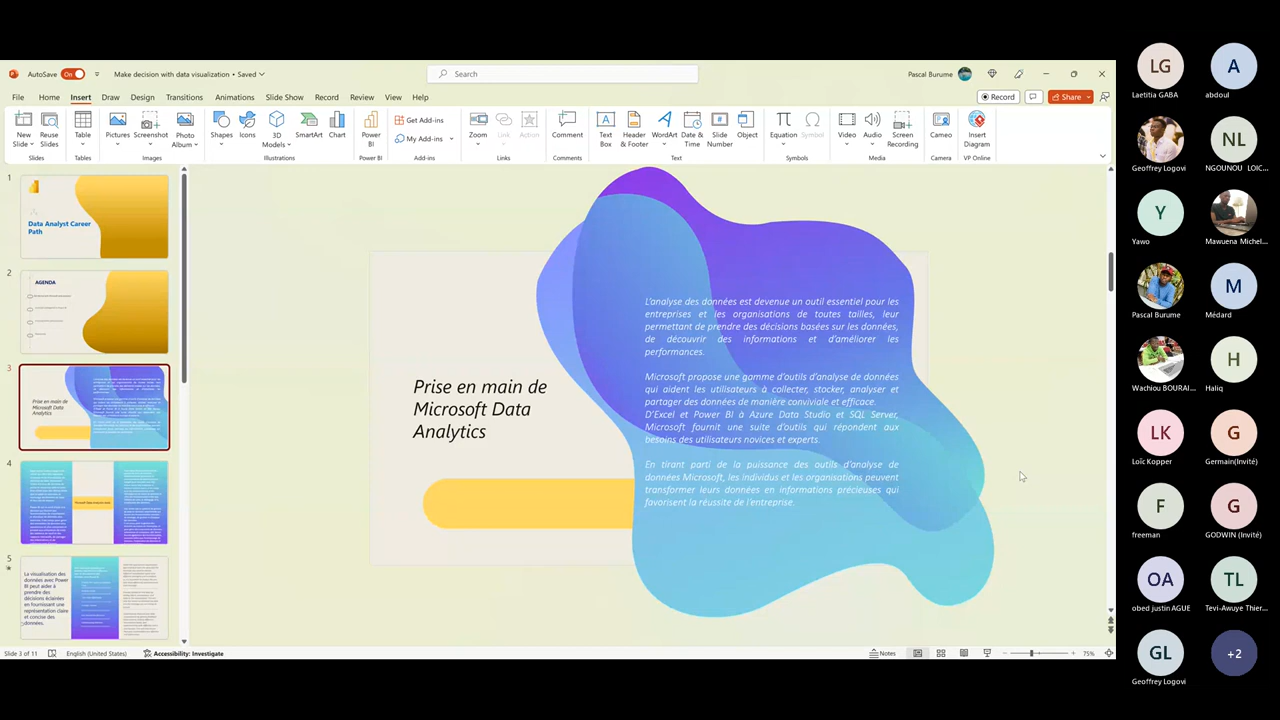 AutoSave On
Make decision with data visualization • Saved
Search
Pascal Burume
File Home Insert Draw Design Transitions Animations Slide Show Record Review View Help
Record
Share
New Slide
Reuse Slides
Table
Pictures
Screenshot
Photo Album
Shapes
Icons
3D Models
SmartArt
Chart
Power BI
Get Add-ins
My Add-ins
Zoom
Link
Action
Comment
Text Box
Header & Footer
WordArt
Date & Time
Slide Number
Object
Equation
Symbol
Video
Audio
Screen Recording
Cameo
Insert Diagram
Slides Tables Images Illustrations Power BI Add-ins Links Comments Text Symbols Media Camera VP Online
1
Data Analyst Career
Path
2
AGENDA
3
Prise en main de
Microsoft Data
Analytics
4
5
La visualisation des
données avec Power
BI peut aider à
prendre des
décisions éclairées
en fournissant une
représentation claire
et concise des
données.
Prise en main de
Microsoft Data
Analytics
L'analyse des données est devenue un outil essentiel pour les
entreprises et les organisations de toutes tailles, leur
permettant de prendre des décisions basées sur les données,
de découvrir des informations et d'améliorer les
performances.
Microsoft propose une gamme d'outils d'analyse de données
qui aident les utilisateurs à collecter, stocker, analyser et
partager des données de manière conviviale et efficace.
D'Excel et Power BI à Azure Data Studio et SQL Server,
Microsoft fournit une suite d'outils qui répondent aux
besoins des utilisateurs novices et experts.
En tirant parti de la puissance des outils d'analyse de
données Microsoft, les individus et les organisations peuvent
transformer leurs données en informations précieuses qui
favorisent la réussite de l'entreprise.
Slide 3 of 11
English (United States)
Accessibility: Investigate
Notes
75%
LG
Laetitia GABA
A
abdoul
Geoffrey Logovi
NL
NGOUNOU LOIC...
Y
Yawo
Mawuena Michel...
Pascal Burume
M
Médard
Wachiou BOURAI...
H
Haliq
LK
Loïc Kopper
G
Germain(Invité)
F
freeman
G
GODWIN (Invité)
OA
obed justin AGUE
TL
Tevi-Awuye Thier...
GL
Geoffrey Logovi
+2